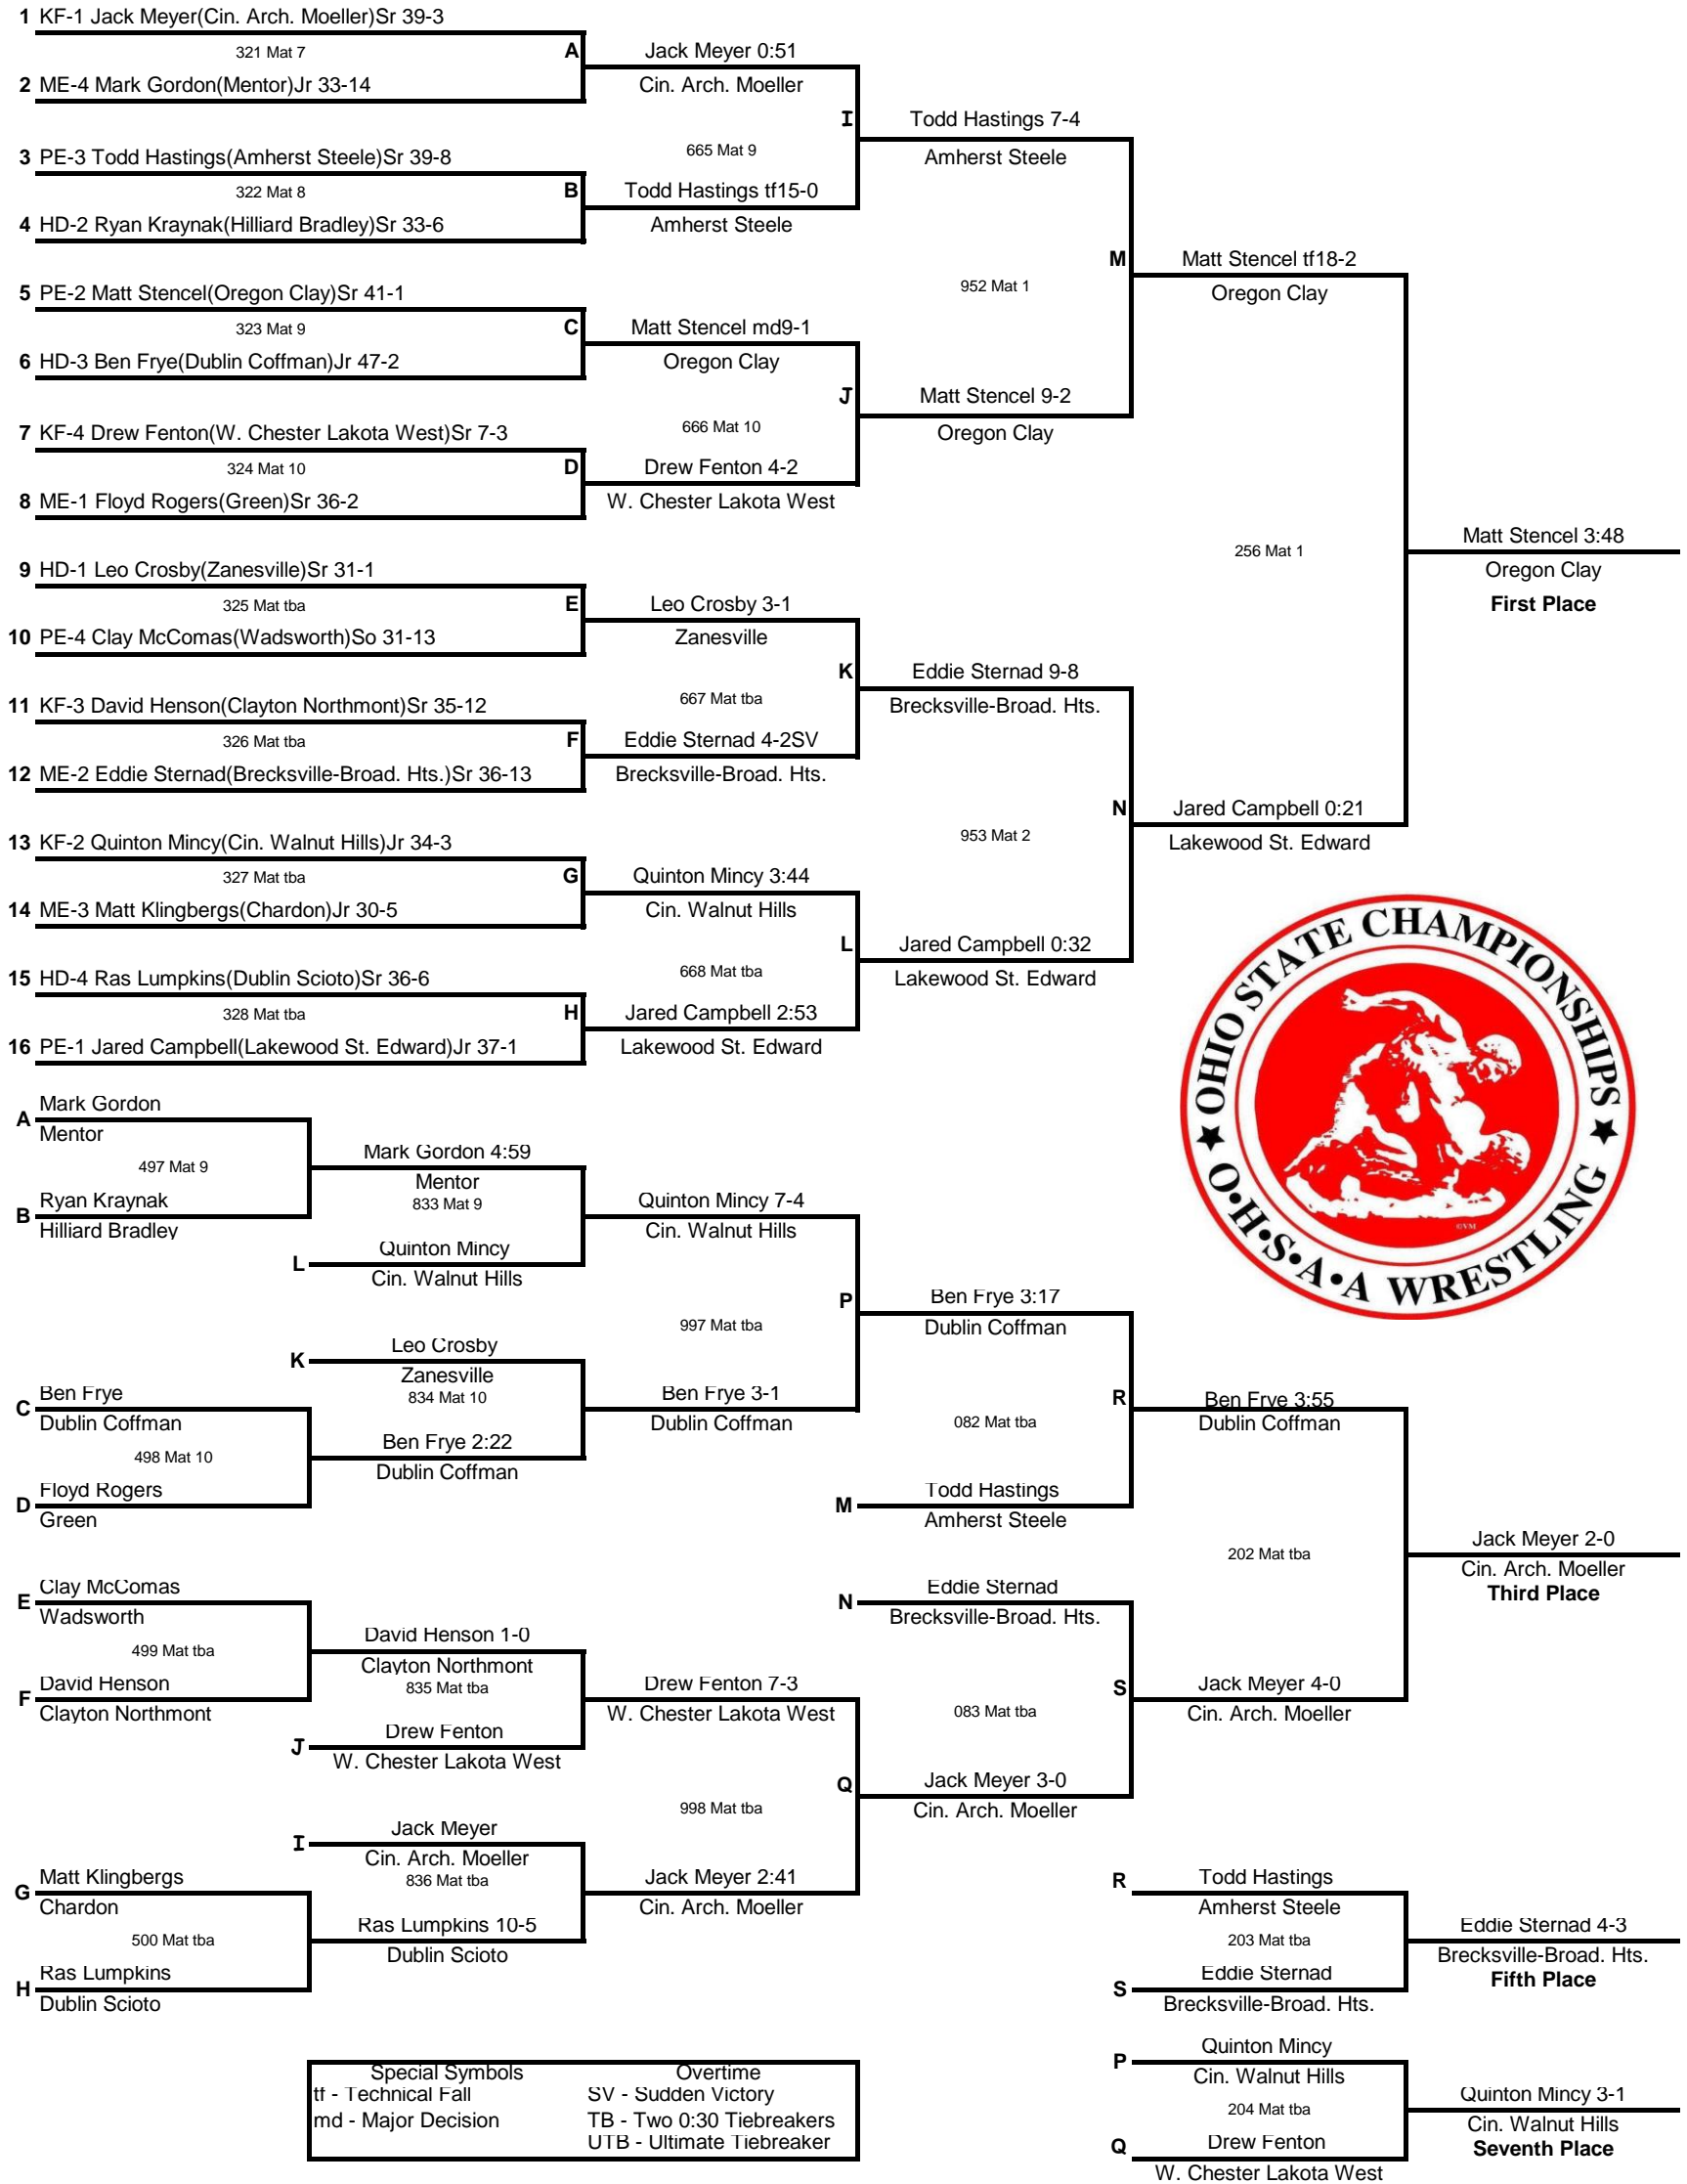 1 KF-1 Jack Meyer(Cin. Arch. Moeller)Sr 39-3
321 Mat 7
A
Jack Meyer 0:51
2 ME-4 Mark Gordon(Mentor)Jr 33-14
Cin. Arch. Moeller
I
Todd Hastings 7-4
3 PE-3 Todd Hastings(Amherst Steele)Sr 39-8
665 Mat 9
Amherst Steele
322 Mat 8
B
Todd Hastings tf15-0
4 HD-2 Ryan Kraynak(Hilliard Bradley)Sr 33-6
Amherst Steele
M
Matt Stencel tf18-2
952 Mat 1
5 PE-2 Matt Stencel(Oregon Clay)Sr 41-1
Oregon Clay
323 Mat 9
C
Matt Stencel md9-1
6 HD-3 Ben Frye(Dublin Coffman)Jr 47-2
Oregon Clay
J
Matt Stencel 9-2
7 KF-4 Drew Fenton(W. Chester Lakota West)Sr 7-3
666 Mat 10
Oregon Clay
324 Mat 10
D
Drew Fenton 4-2
8 ME-1 Floyd Rogers(Green)Sr 36-2
W. Chester Lakota West
256 Mat 1
Matt Stencel 3:48
9 HD-1 Leo Crosby(Zanesville)Sr 31-1
Oregon Clay
325 Mat tba
E
Leo Crosby 3-1
First Place
10 PE-4 Clay McComas(Wadsworth)So 31-13
Zanesville
K
Eddie Sternad 9-8
11 KF-3 David Henson(Clayton Northmont)Sr 35-12
667 Mat tba
Brecksville-Broad. Hts.
326 Mat tba
F
Eddie Sternad 4-2SV
12 ME-2 Eddie Sternad(Brecksville-Broad. Hts.)Sr 36-13
Brecksville-Broad. Hts.
N
Jared Campbell 0:21
953 Mat 2
13 KF-2 Quinton Mincy(Cin. Walnut Hills)Jr 34-3
Lakewood St. Edward
327 Mat tba
G
Quinton Mincy 3:44
14 ME-3 Matt Klingbergs(Chardon)Jr 30-5
Cin. Walnut Hills
L
Jared Campbell 0:32
15 HD-4 Ras Lumpkins(Dublin Scioto)Sr 36-6
668 Mat tba
Lakewood St. Edward
328 Mat tba
H
Jared Campbell 2:53
16 PE-1 Jared Campbell(Lakewood St. Edward)Jr 37-1
Lakewood St. Edward
★ OHIO STATE CHAMPIONSHIPS ★
O•H•S•A•A WRESTLING
©VM
A
Mark Gordon
Mentor
497 Mat 9
Mark Gordon 4:59
Mentor
B
Ryan Kraynak
Hilliard Bradley
833 Mat 9
Quinton Mincy 7-4
Cin. Walnut Hills
L
Quinton Mincy
Cin. Walnut Hills
P
Ben Frye 3:17
Dublin Coffman
997 Mat tba
K
Leo Crosby
Zanesville
834 Mat 10
C
Ben Frye
Dublin Coffman
Ben Frye 3-1
Dublin Coffman
498 Mat 10
Ben Frye 2:22
Dublin Coffman
082 Mat tba
R
Ben Frye 3:55
Dublin Coffman
D
Floyd Rogers
Green
M
Todd Hastings
Amherst Steele
202 Mat tba
Jack Meyer 2-0
Cin. Arch. Moeller
Third Place
E
Clay McComas
Wadsworth
N
Eddie Sternad
Brecksville-Broad. Hts.
499 Mat tba
David Henson 1-0
Clayton Northmont
F
David Henson
Clayton Northmont
835 Mat tba
Drew Fenton 7-3
W. Chester Lakota West
083 Mat tba
S
Jack Meyer 4-0
Cin. Arch. Moeller
J
Drew Fenton
W. Chester Lakota West
998 Mat tba
Q
Jack Meyer 3-0
Cin. Arch. Moeller
I
Jack Meyer
Cin. Arch. Moeller
836 Mat tba
G
Matt Klingbergs
Chardon
Jack Meyer 2:41
Cin. Arch. Moeller
500 Mat tba
Ras Lumpkins 10-5
Dublin Scioto
H
Ras Lumpkins
Dublin Scioto
R
Todd Hastings
Amherst Steele
203 Mat tba
Eddie Sternad 4-3
Brecksville-Broad. Hts.
Fifth Place
S
Eddie Sternad
Brecksville-Broad. Hts.
P
Quinton Mincy
Cin. Walnut Hills
204 Mat tba
Quinton Mincy 3-1
Cin. Walnut Hills
Seventh Place
Q
Drew Fenton
W. Chester Lakota West
Special Symbols
tf - Technical Fall
md - Major Decision
Overtime
SV - Sudden Victory
TB - Two 0:30 Tiebreakers
UTB - Ultimate Tiebreaker